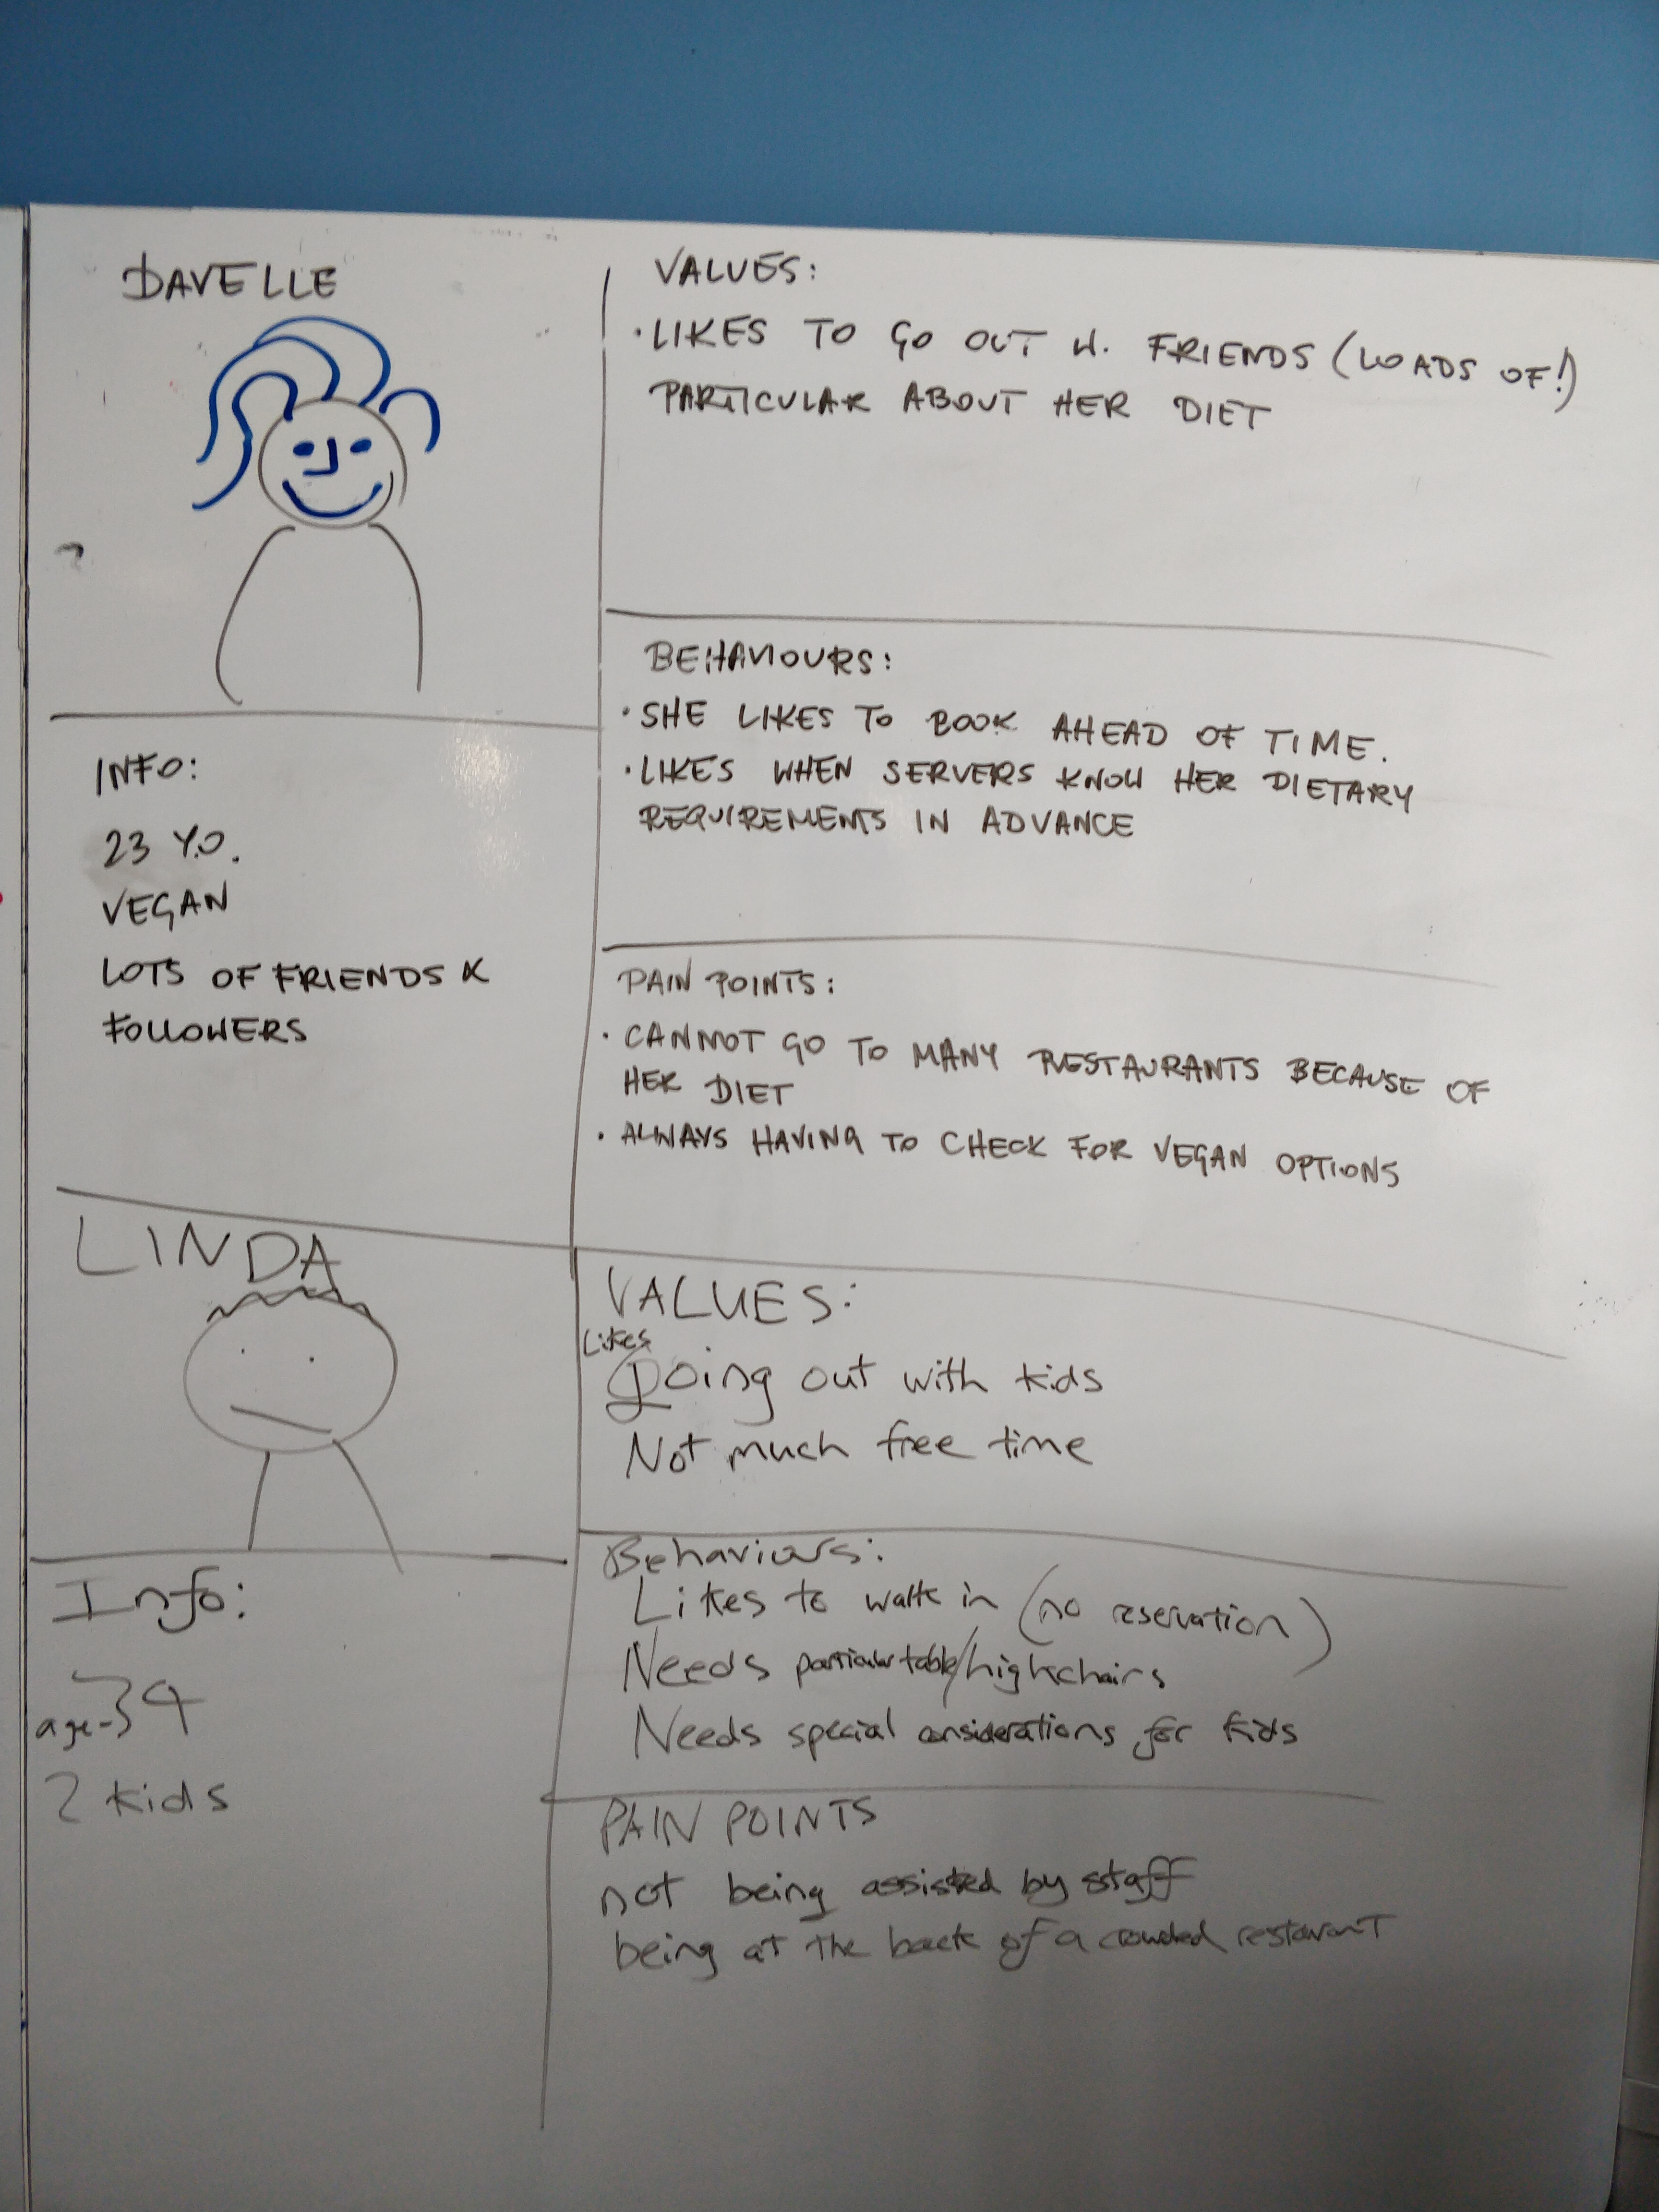 DAVELLE
VALUES:
· LIKES TO GO OUT W. FRIENDS (LOADS OF!)
PARTICULAR ABOUT HER DIET
BEHAVIOURS:
· SHE LIKES TO BOOK AHEAD OF TIME.
· LIKES WHEN SERVERS KNOW HER DIETARY
REQUIREMENTS IN ADVANCE
INFO:
23 Y.O.
VEGAN
LOTS OF FRIENDS &
FOLLOWERS
PAIN POINTS:
· CANNOT GO TO MANY RESTAURANTS BECAUSE OF
HER DIET
· ALWAYS HAVING TO CHECK FOR VEGAN OPTIONS
LINDA
VALUES:
Likes
going out with kids
Not much free time
Behaviors:
Likes to walk in (no reservation)
Needs particular table/highchairs
Needs special considerations for kids
Info:
age-34
2 kids
PAIN POINTS
not being assisted by staff
being at the back of a crowded restaurant